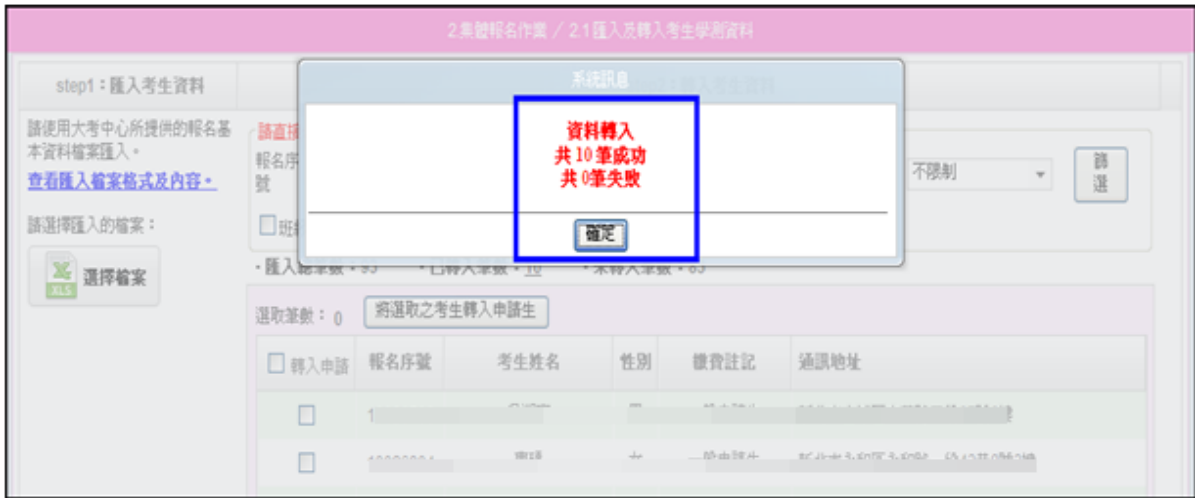 2.集體報名作業 / 2.1匯入及轉入考生學測資料
系統訊息
step1：匯入考生資料
請使用大考中心所提供的報名基
本資料檔案匯入。
查看匯入檔案格式及內容。
請選擇匯入的檔案：
XLS
選擇檔案
請直接
報名序
號
資料轉入
共 10 筆成功
共 0筆失敗
確定
不限制
篩
選
選取筆數： 0
將選取之考生轉入申請生
轉入申請
報名序號
考生姓名
性別
繳費註記
通訊地址